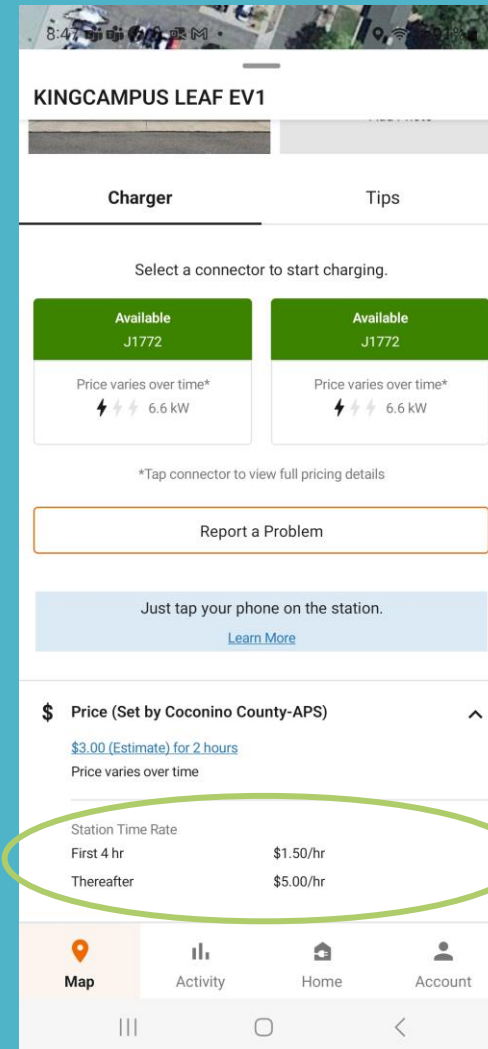 8:47
KINGCAMPUS LEAF EV1
Charger Tips
Select a connector to start charging.
Available Available
J1772 J1772
Price varies over time* Price varies over time*
6.6 kW 6.6 kW
*Tap connector to view full pricing details
Report a Problem
Just tap your phone on the station.
Learn More
$ Price (Set by Coconino County-APS)
$3.00 (Estimate) for 2 hours
Price varies over time
Station Time Rate
First 4 hr $1.50/hr
Thereafter $5.00/hr
Map Activity Home Account